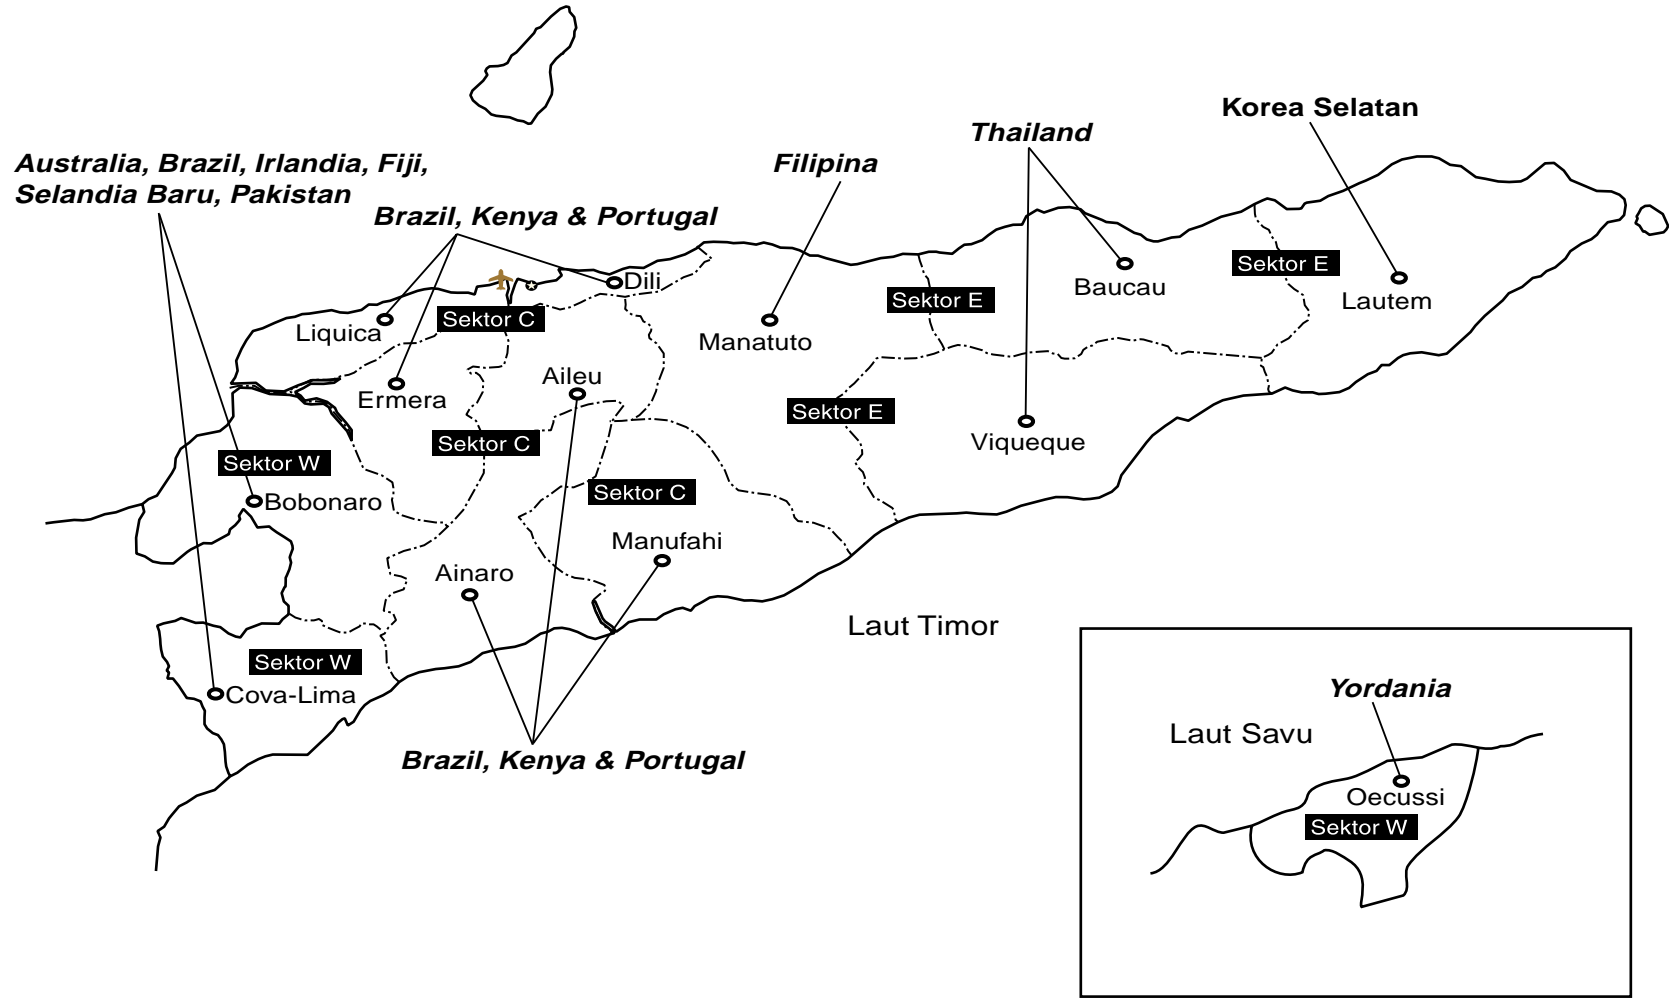 Korea Selatan
Thailand
Filipina
Australia, Brazil, Irlandia, Fiji,
Selandia Baru, Pakistan
Brazil, Kenya & Portugal
Sektor E
Dili
Baucau
Sektor E
Lautem
Sektor C
Liquica
Manatuto
Aileu
Ermera
Sektor E
Sektor C
Viqueque
Sektor W
Sektor C
Bobonaro
Manufahi
Ainaro
Laut Timor
Sektor W
Cova-Lima
Brazil, Kenya & Portugal
Yordania
Laut Savu
Oecussi
Sektor W